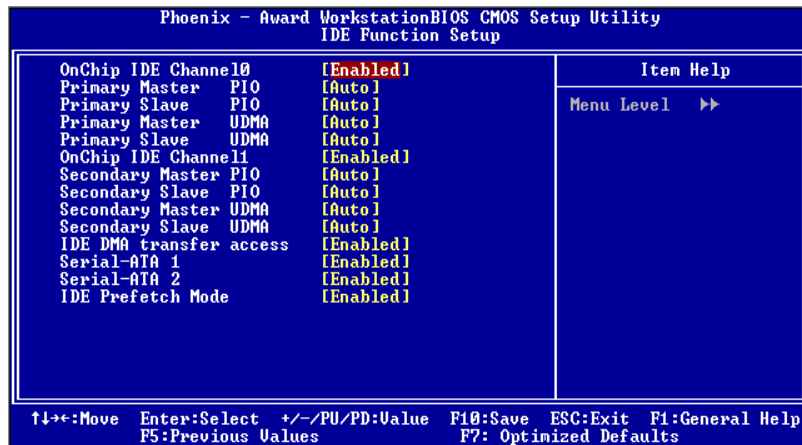 Phoenix - Award WorkstationBIOS CMOS Setup Utility
IDE Function Setup
OnChip IDE Channel0 [Enabled]
Primary Master PIO [Auto]
Primary Slave PIO [Auto]
Primary Master UDMA [Auto]
Primary Slave UDMA [Auto]
OnChip IDE Channel1 [Enabled]
Secondary Master PIO [Auto]
Secondary Slave PIO [Auto]
Secondary Master UDMA [Auto]
Secondary Slave UDMA [Auto]
IDE DMA transfer access [Enabled]
Serial-ATA 1 [Enabled]
Serial-ATA 2 [Enabled]
IDE Prefetch Mode [Enabled]
Item Help
Menu Level ▶▶
↑↓→←:Move Enter:Select +/-/PU/PD:Value F10:Save ESC:Exit F1:General Help
F5:Previous Values F7: Optimized Defaults